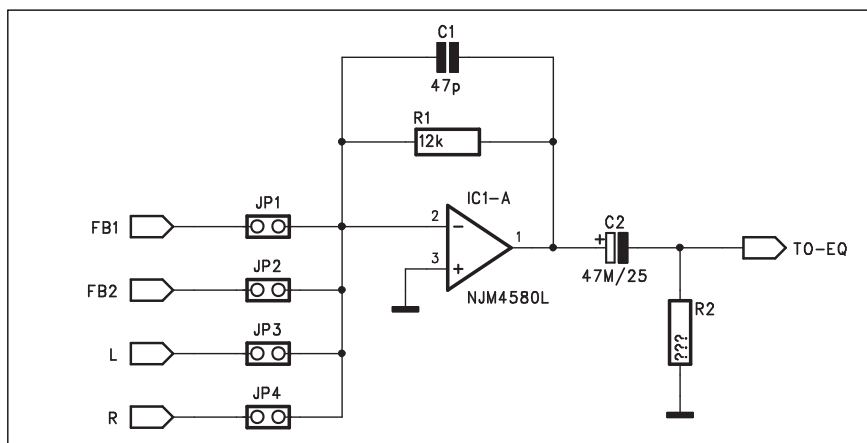 C1
47p
R1
12k
IC1-A
JP1
FB1
2
1
C2
+
47M/25
TO-EQ
3
NJM4580L
JP2
FB2
R2
???
JP3
L
JP4
R